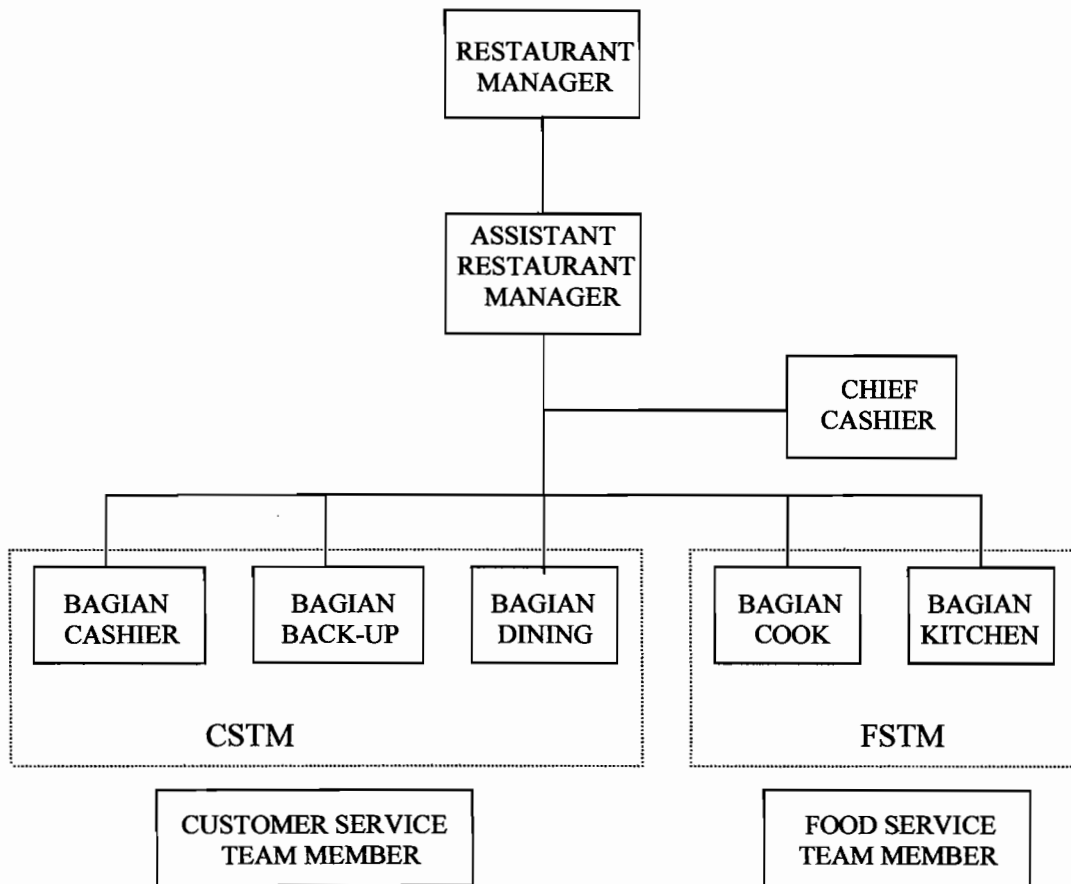 RESTAURANT
MANAGER
ASSISTANT
RESTAURANT
MANAGER
CHIEF
CASHIER
BAGIAN
CASHIER
BAGIAN
BACK-UP
BAGIAN
DINING
BAGIAN
COOK
BAGIAN
KITCHEN
CSTM
FSTM
CUSTOMER SERVICE
TEAM MEMBER
FOOD SERVICE
TEAM MEMBER